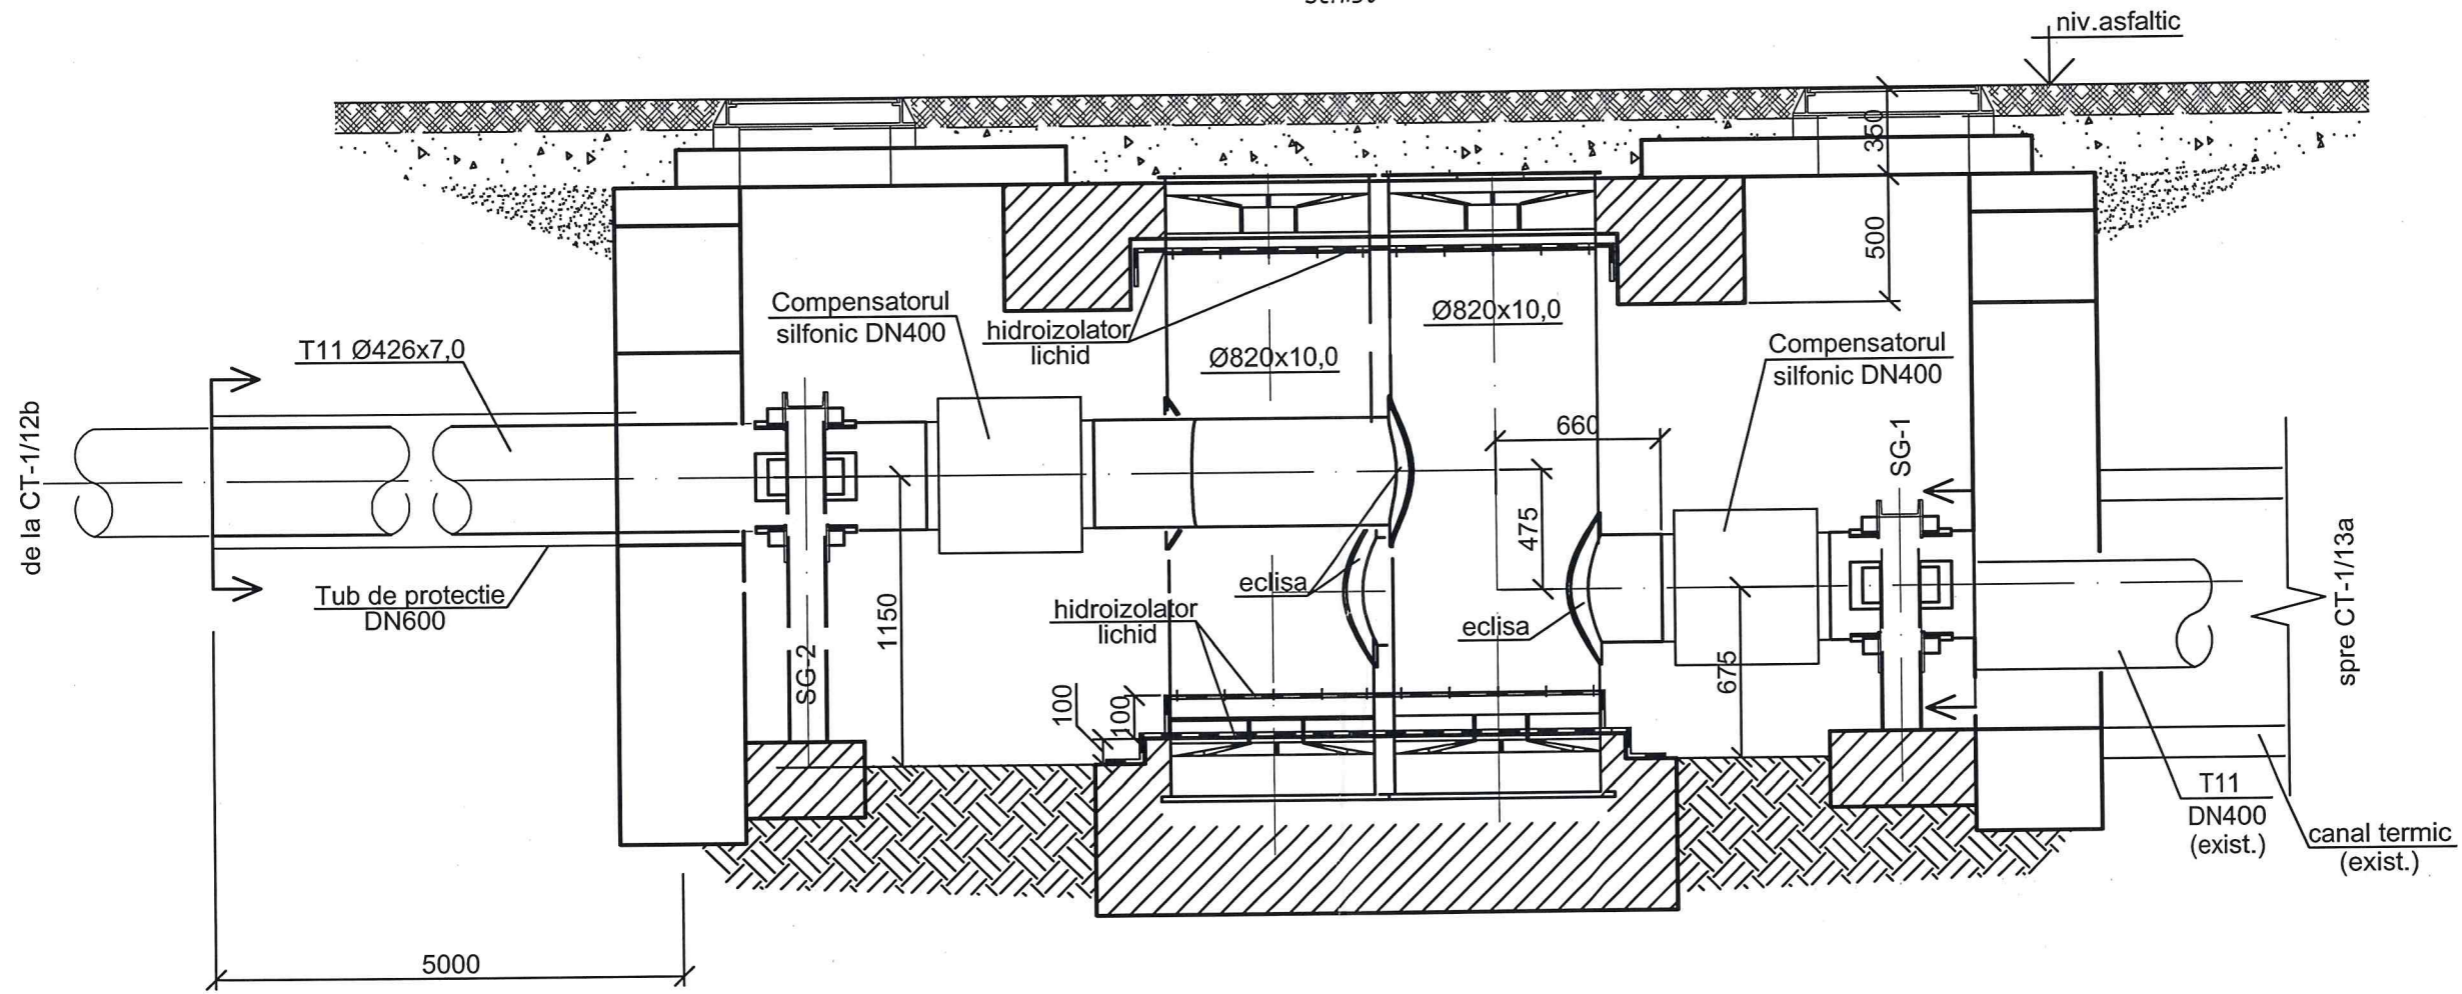 niv.asfaltic
350
500
Compensatorul
silfonic DN400
hidroizolator
lichid
Ø820x10,0
Ø820x10,0
Compensatorul
silfonic DN400
T11 Ø426x7,0
de la CT-1/12b
660
SG-1
475
Tub de protectie
DN600
1150
eclisa
hidroizolator
lichid
eclisa
spre CT-1/13a
SG-2
675
100
100
T11
DN400
(exist.)
canal termic
(exist.)
5000